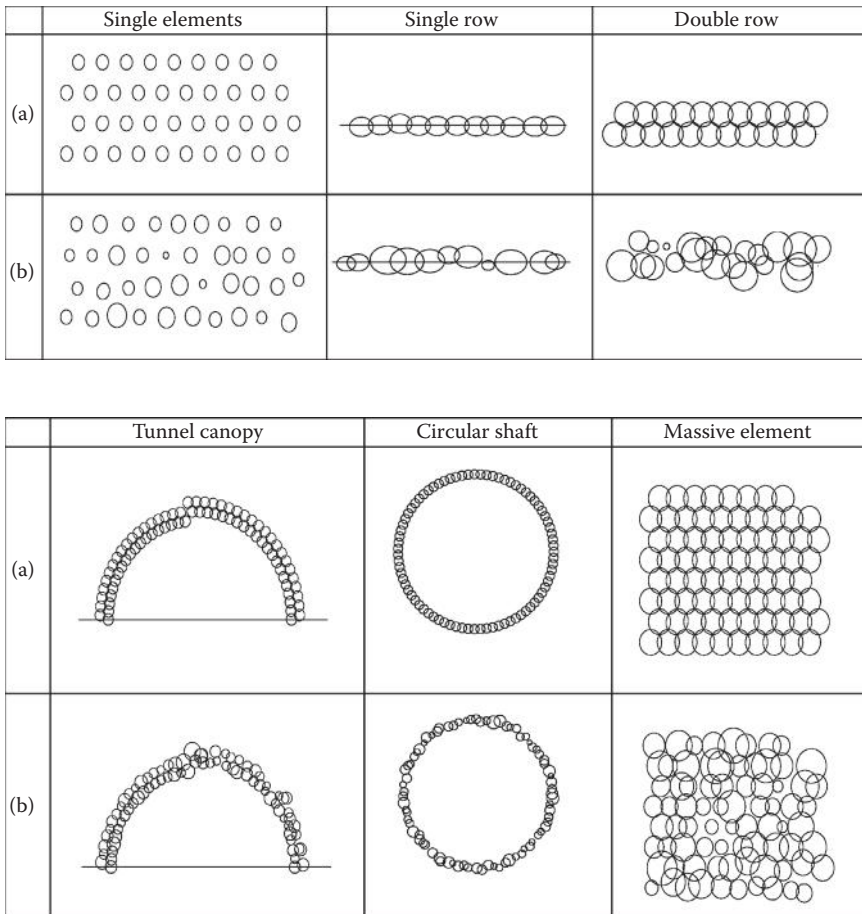 Single elements Single row Double row
(a)
(b)
Tunnel canopy Circular shaft Massive element
(a)
(b)